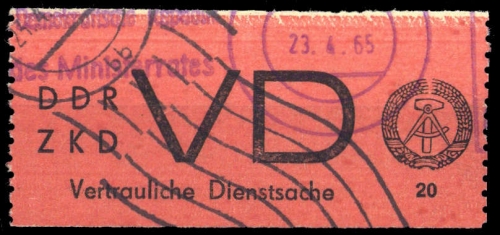 23. 4. 65
des Ministerrates
DDR
ZKD
VD
Vertrauliche Dienstsache
20